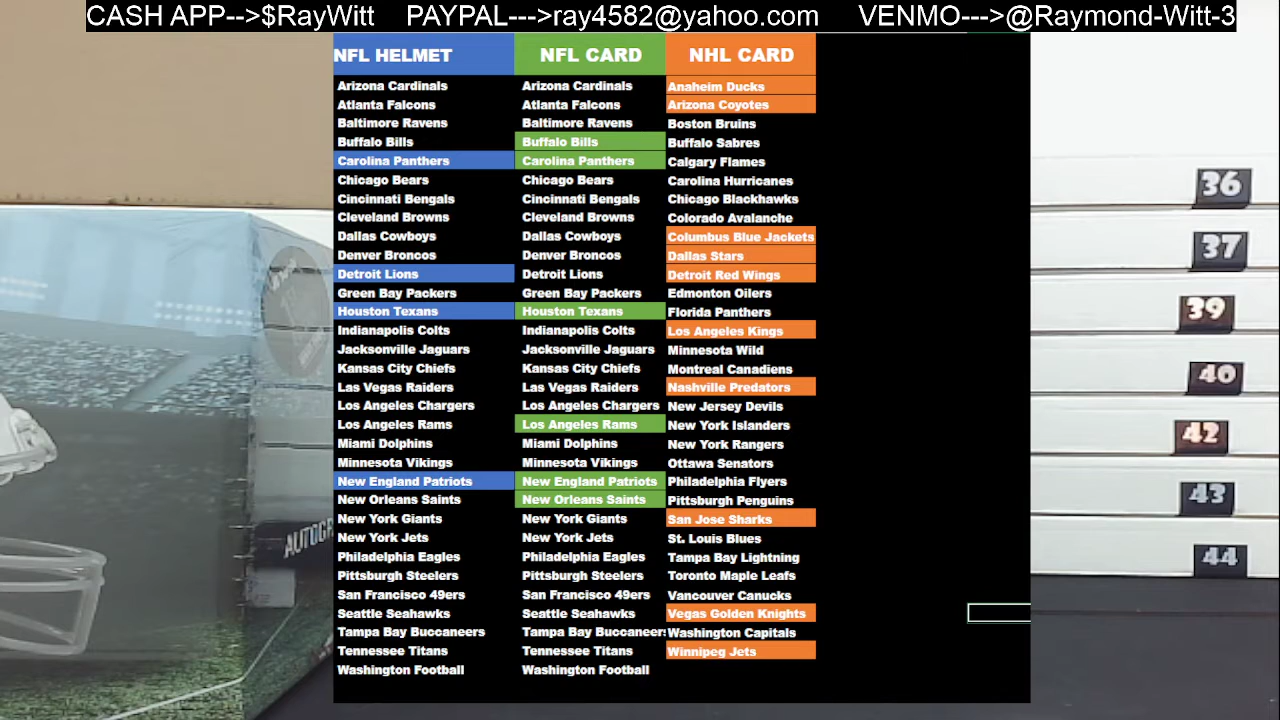 CASH APP-->$RayWitt PAYPAL--->ray4582@yahoo.com VENMO--->@Raymond-Witt-3
NFL HELMET NFL CARD NHL CARD
Arizona Cardinals Arizona Cardinals Anaheim Ducks
Atlanta Falcons Atlanta Falcons Arizona Coyotes
Baltimore Ravens Baltimore Ravens Boston Bruins
Buffalo Bills Buffalo Bills Buffalo Sabres
Carolina Panthers Carolina Panthers Calgary Flames
Chicago Bears Chicago Bears Carolina Hurricanes
Cincinnati Bengals Cincinnati Bengals Chicago Blackhawks
Cleveland Browns Cleveland Browns Colorado Avalanche
Dallas Cowboys Dallas Cowboys Columbus Blue Jackets
Denver Broncos Denver Broncos Dallas Stars
Detroit Lions Detroit Lions Detroit Red Wings
Green Bay Packers Green Bay Packers Edmonton Oilers
Houston Texans Houston Texans Florida Panthers
Indianapolis Colts Indianapolis Colts Los Angeles Kings
Jacksonville Jaguars Jacksonville Jaguars Minnesota Wild
Kansas City Chiefs Kansas City Chiefs Montreal Canadiens
Las Vegas Raiders Las Vegas Raiders Nashville Predators
Los Angeles Chargers Los Angeles Chargers New Jersey Devils
Los Angeles Rams Los Angeles Rams New York Islanders
Miami Dolphins Miami Dolphins New York Rangers
Minnesota Vikings Minnesota Vikings Ottawa Senators
New England Patriots New England Patriots Philadelphia Flyers
New Orleans Saints New Orleans Saints Pittsburgh Penguins
New York Giants New York Giants San Jose Sharks
New York Jets New York Jets St. Louis Blues
Philadelphia Eagles Philadelphia Eagles Tampa Bay Lightning
Pittsburgh Steelers Pittsburgh Steelers Toronto Maple Leafs
San Francisco 49ers San Francisco 49ers Vancouver Canucks
Seattle Seahawks Seattle Seahawks Vegas Golden Knights
Tampa Bay Buccaneers Tampa Bay Buccaneers Washington Capitals
Tennessee Titans Tennessee Titans Winnipeg Jets
Washington Football Washington Football
36
37
39
40
42
43
44
AUTOGR